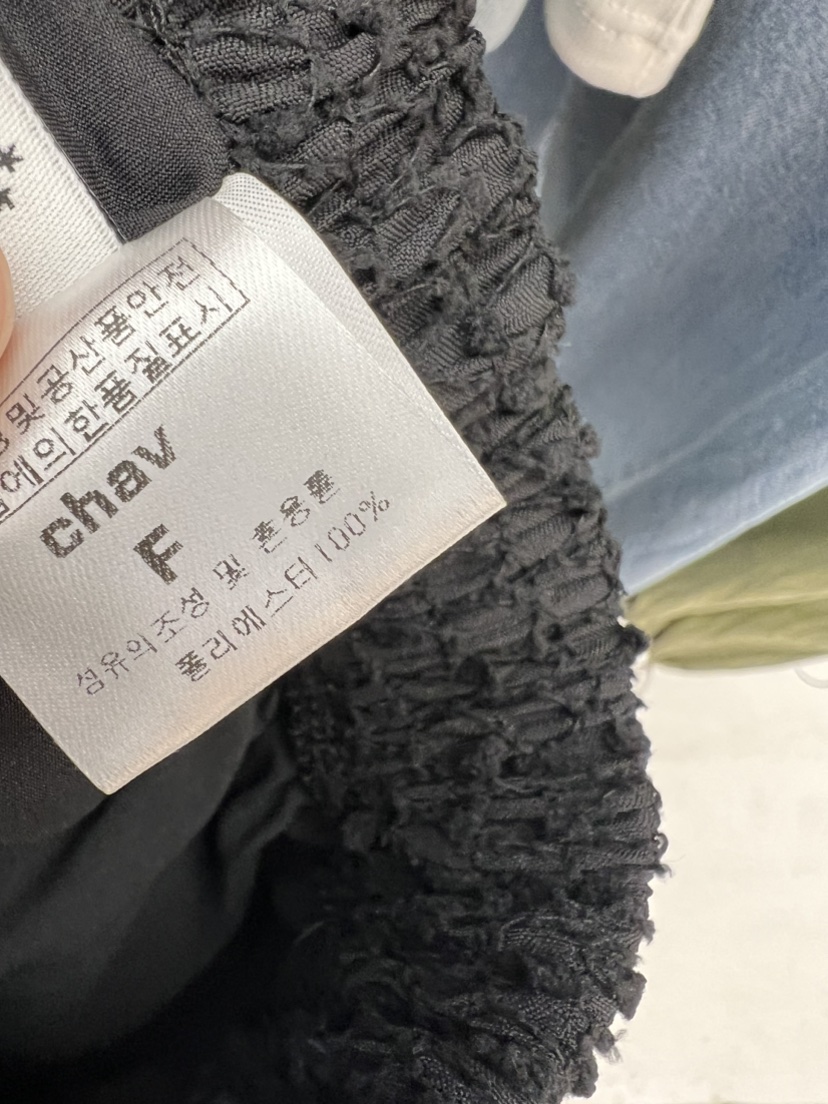 및공산품안전
에의한품질표시
chav
F
섬유의조성 및 혼용률
폴리에스터100%